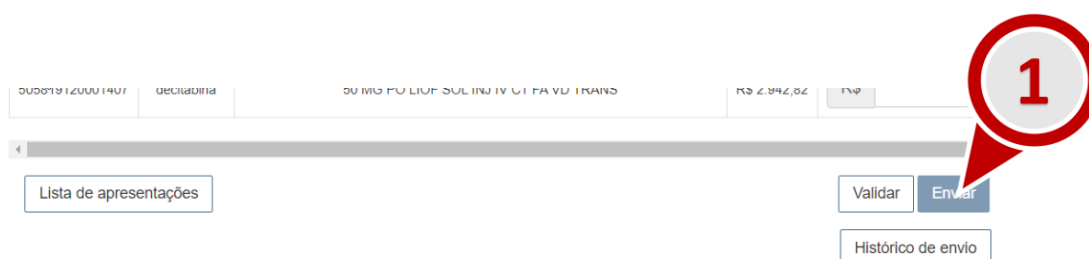 505819120001407 decitabina 50 MG PO LIOF SOL INJ IV CT FA VD TRANS R$ 2.942,82 R$
1
Lista de apresentações Validar Enviar
Histórico de envio